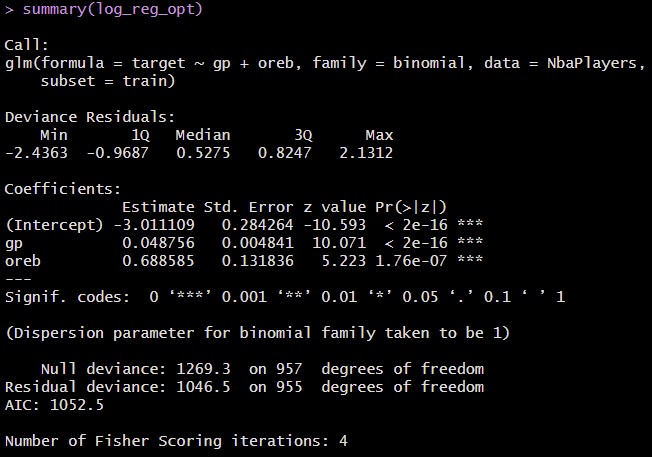 > summary(log_reg_opt)

Call:
glm(formula = target ~ gp + oreb, family = binomial, data = NbaPlayers,
    subset = train)

Deviance Residuals:
    Min      1Q  Median      3Q     Max
-2.4363 -0.9687  0.5275  0.8247  2.1312

Coefficients:
             Estimate Std. Error z value Pr(>|z|)
(Intercept) -3.011109   0.284264 -10.593  < 2e-16 ***
gp           0.048756   0.004841  10.071  < 2e-16 ***
oreb         0.688585   0.131836   5.223 1.76e-07 ***
---
Signif. codes:  0 ‘***’ 0.001 ‘**’ 0.01 ‘*’ 0.05 ‘.’ 0.1 ‘ ’ 1

(Dispersion parameter for binomial family taken to be 1)

    Null deviance: 1269.3  on 957  degrees of freedom
Residual deviance: 1046.5  on 955  degrees of freedom
AIC: 1052.5

Number of Fisher Scoring iterations: 4